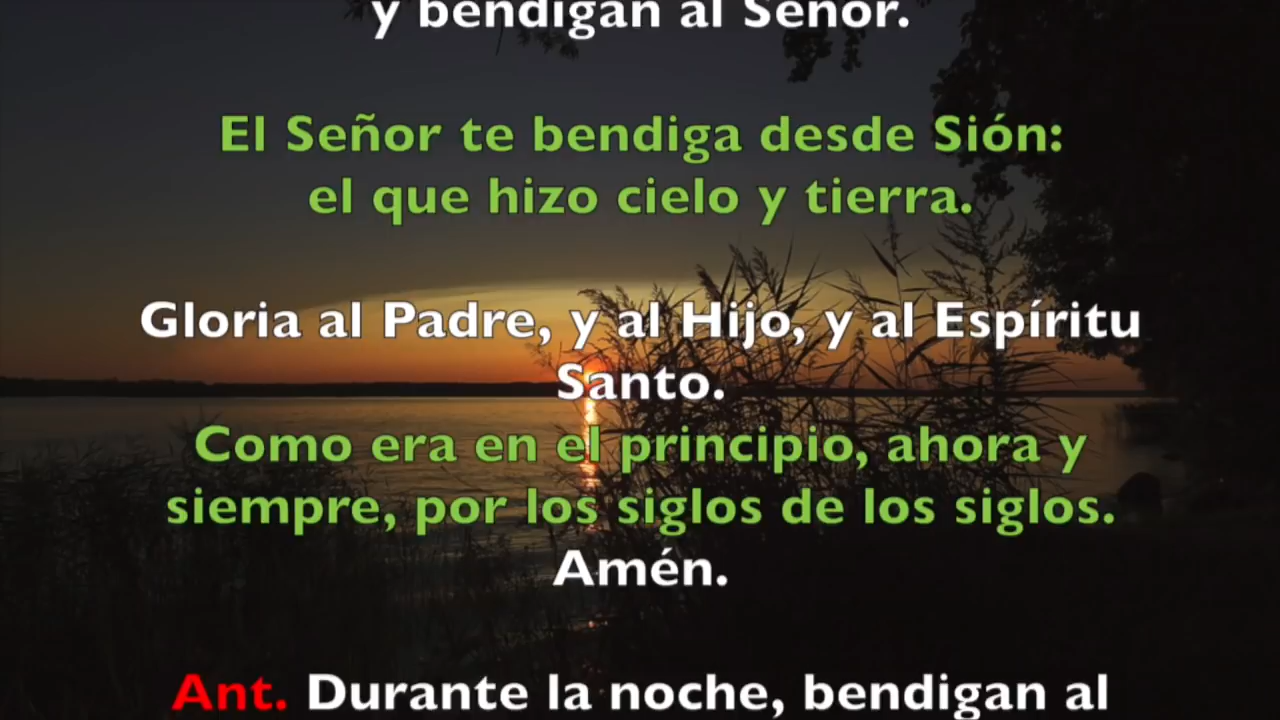 y bendigan al Señor.
El Señor te bendiga desde Sión:
el que hizo cielo y tierra.
Gloria al Padre, y al Hijo, y al Espíritu
Santo.
Como era en el principio, ahora y
siempre, por los siglos de los siglos.
Amén.
Ant. Durante la noche, bendigan al